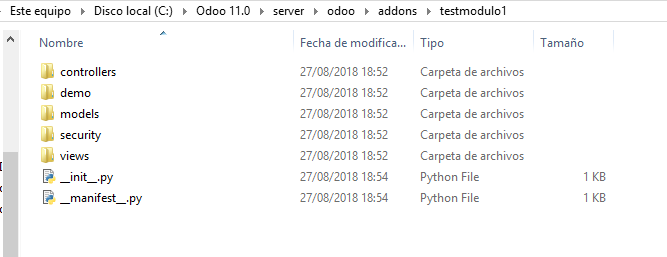 Este equipo > Disco local (C:) > Odoo 11.0 > server > odoo > addons > testmodulo1
Nombre Fecha de modifica... Tipo Tamaño
controllers 27/08/2018 18:52 Carpeta de archivos
demo 27/08/2018 18:52 Carpeta de archivos
models 27/08/2018 18:52 Carpeta de archivos
security 27/08/2018 18:52 Carpeta de archivos
views 27/08/2018 18:52 Carpeta de archivos
__init__.py 27/08/2018 18:54 Python File 1 KB
__manifest__.py 27/08/2018 18:54 Python File 1 KB